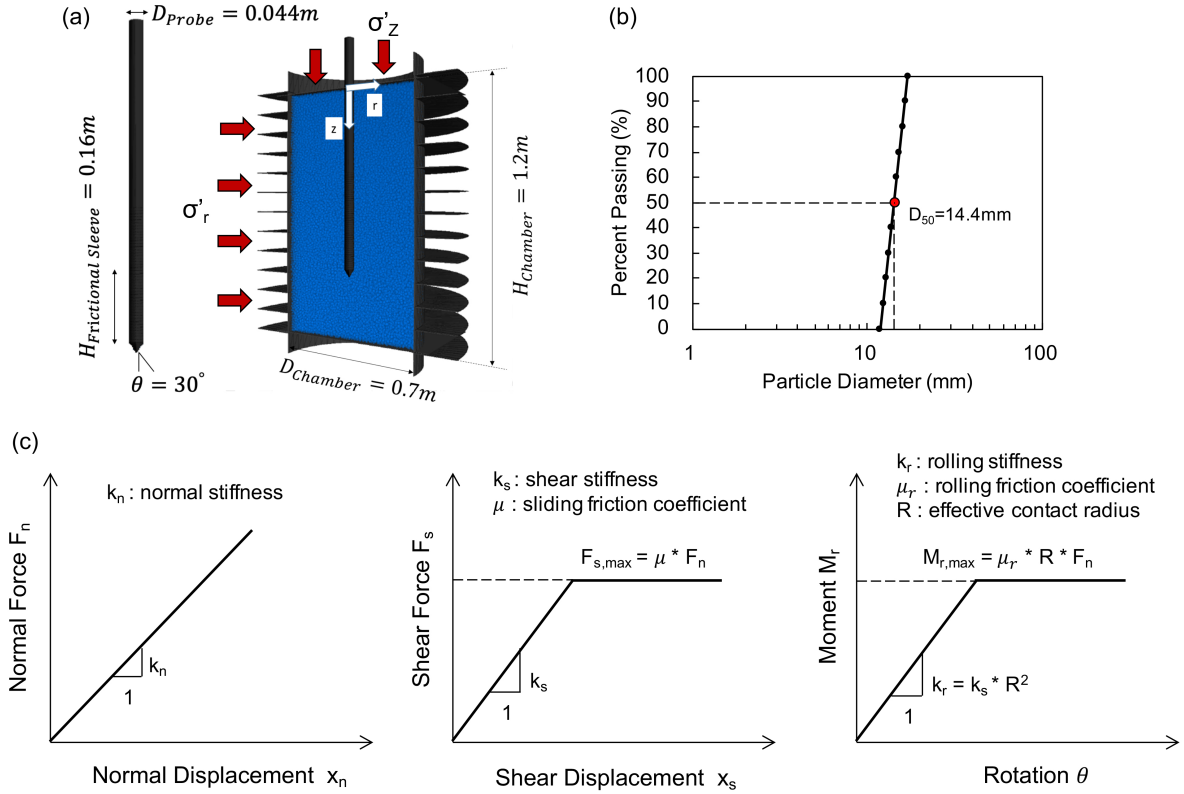 (a)
D_Probe = 0.044m
σ'_Z
r
z
σ'_r
H_Frictional Sleeve = 0.16m
H_Chamber = 1.2m
θ = 30°
D_Chamber = 0.7m
(b)
Percent Passing (%)
100
90
80
70
60
50
40
30
20
10
0
D₅₀=14.4mm
1
10
100
Particle Diameter (mm)
(c)
Normal Force F_n
k_n : normal stiffness
k_n
1
Normal Displacement x_n
Shear Force F_s
k_s : shear stiffness
μ : sliding friction coefficient
F_s,max = μ * F_n
k_s
1
Shear Displacement x_s
Moment M_r
k_r : rolling stiffness
μ_r : rolling friction coefficient
R : effective contact radius
M_r,max = μ_r * R * F_n
k_r = k_s * R²
1
Rotation θ